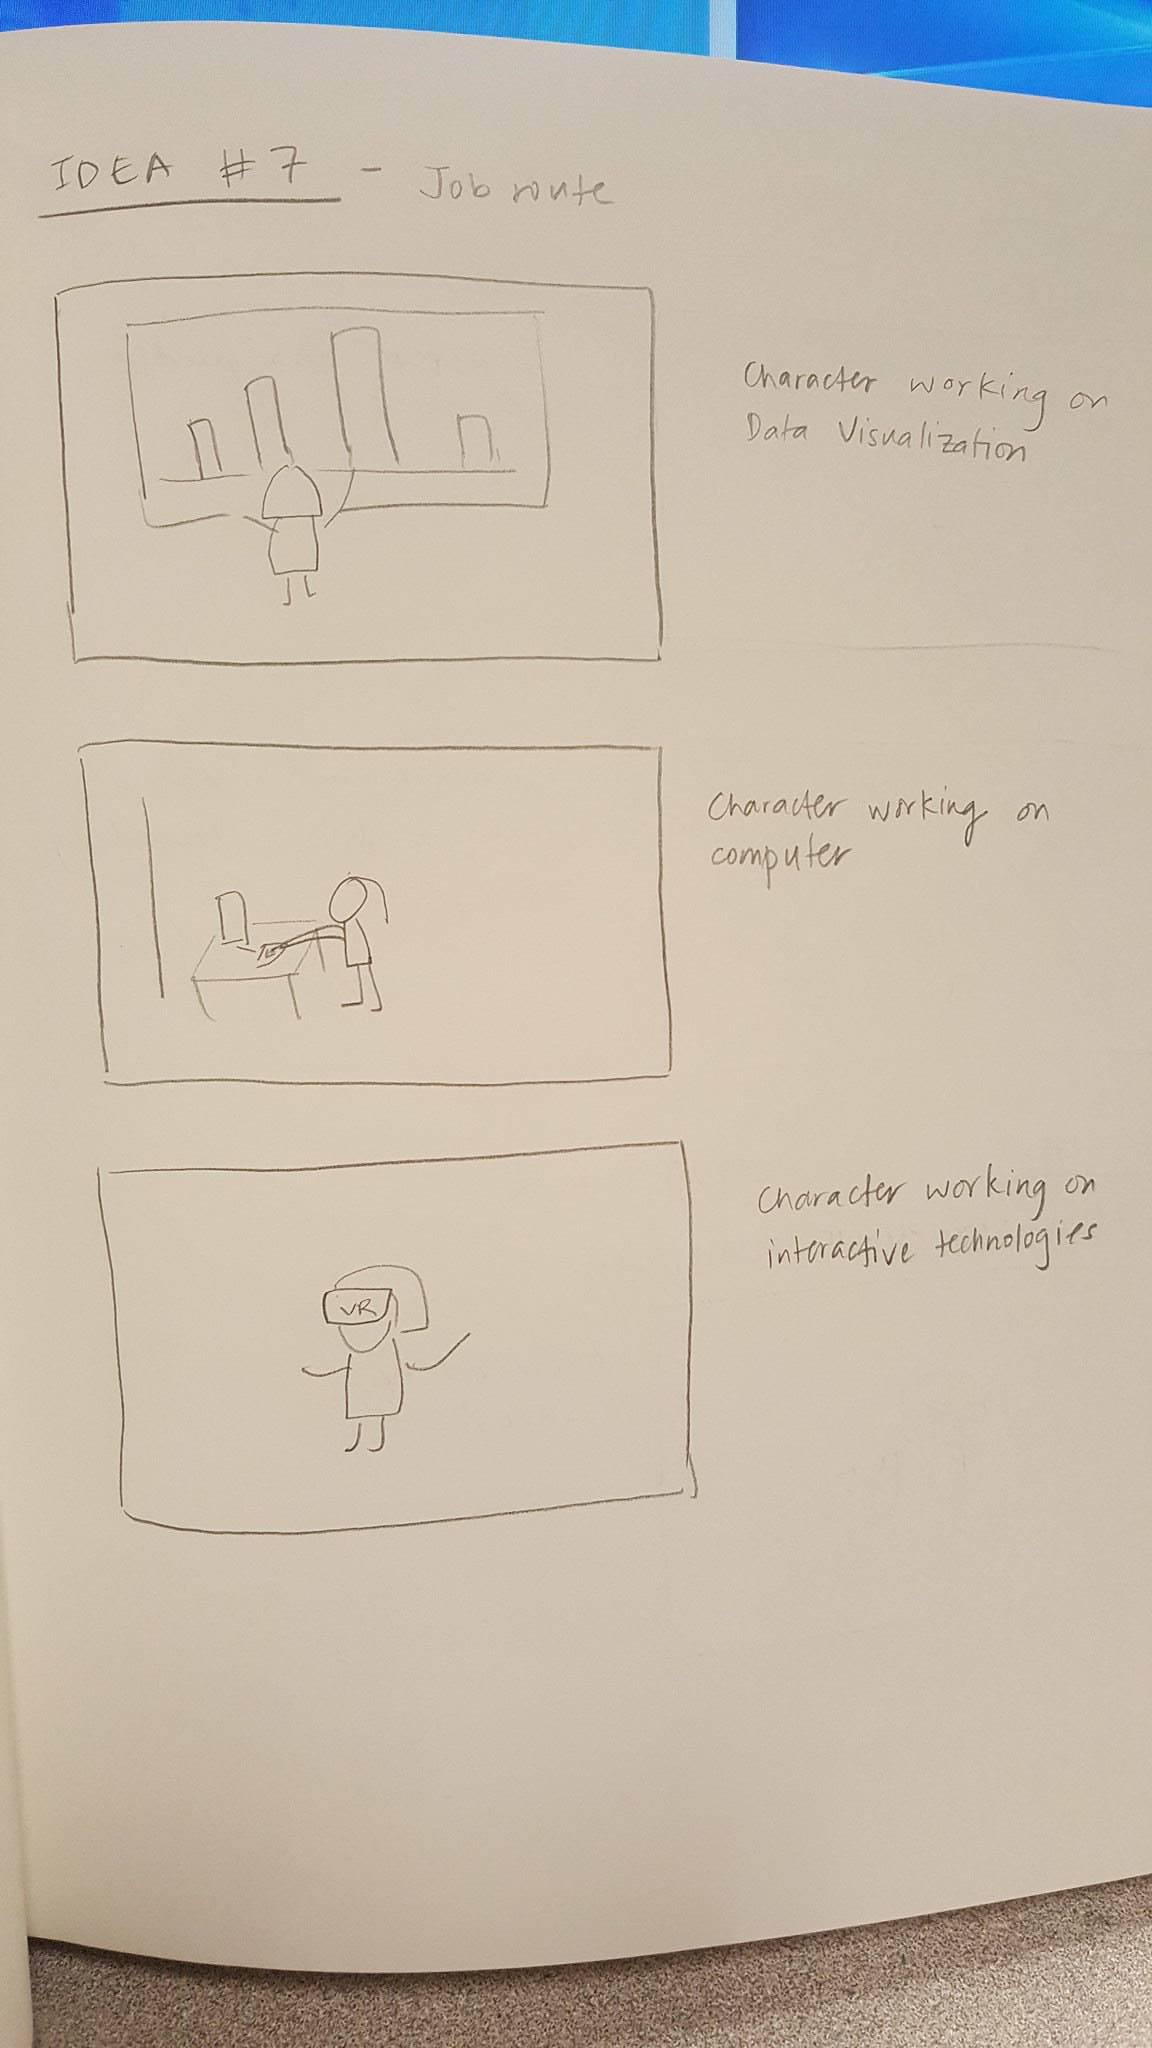 IDEA #7 - Job route
Character working on
Data Visualization
Character working on
computer
VR
Character working on
interactive technologies